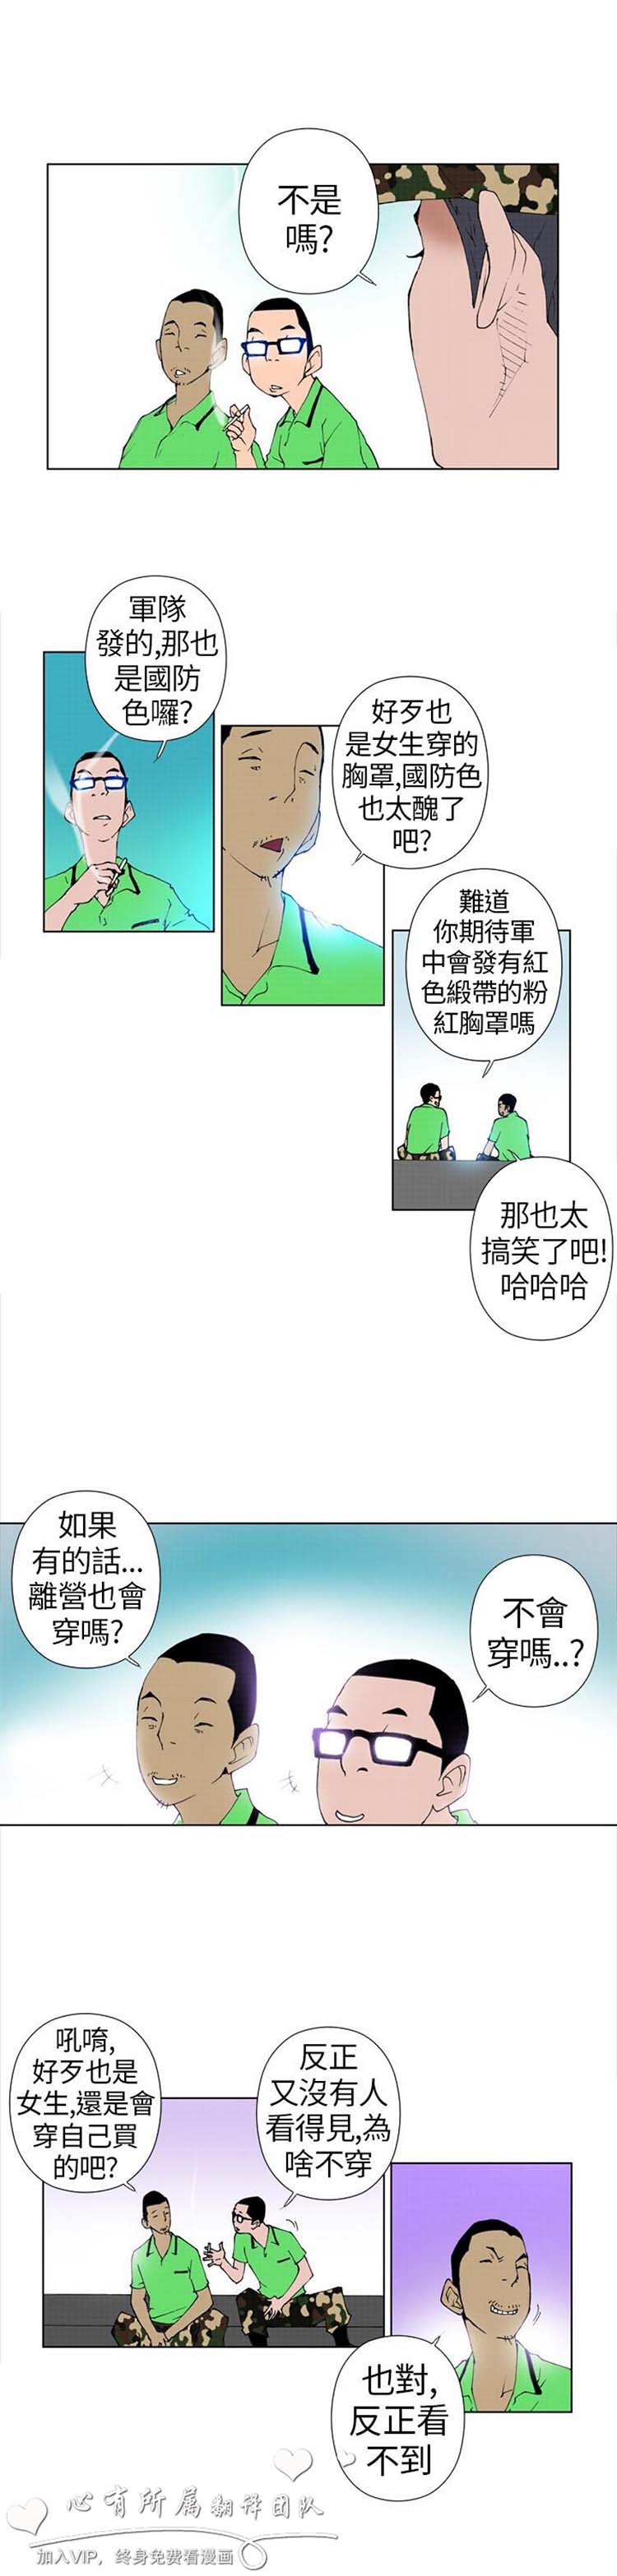 不是
嗎?
軍隊
發的,那也
是國防
色囉?
好歹也
是女生穿的
胸罩,國防色
也太醜了
吧?
難道
你期待軍
中會發有紅
色緞帶的粉
紅胸罩嗎
那也太
搞笑了吧!
哈哈哈
如果
有的話...
離營也會
穿嗎?
不會
穿嗎..?
吼唷,
好歹也是
女生,還是會
穿自己買
的吧?
反正
又沒有人
看得見,為
啥不穿
也對,
反正看
不到
心有所属翻译团队
加入VIP，终身免费看漫画